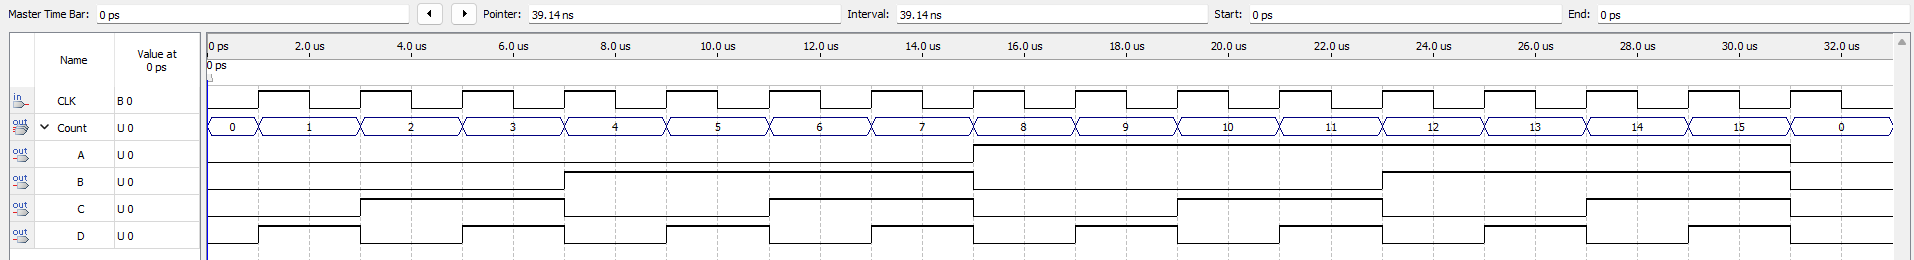 Master Time Bar: 0 ps Pointer: 39.14 ns Interval: 39.14 ns Start: 0 ps End: 0 ps
Name Value at 0 ps
0 ps 2.0 us 4.0 us 6.0 us 8.0 us 10.0 us 12.0 us 14.0 us 16.0 us 18.0 us 20.0 us 22.0 us 24.0 us 26.0 us 28.0 us 30.0 us 32.0 us
0 ps
in CLK B 0
out Count U 0 0 1 2 3 4 5 6 7 8 9 10 11 12 13 14 15 0
out A U 0
out B U 0
out C U 0
out D U 0